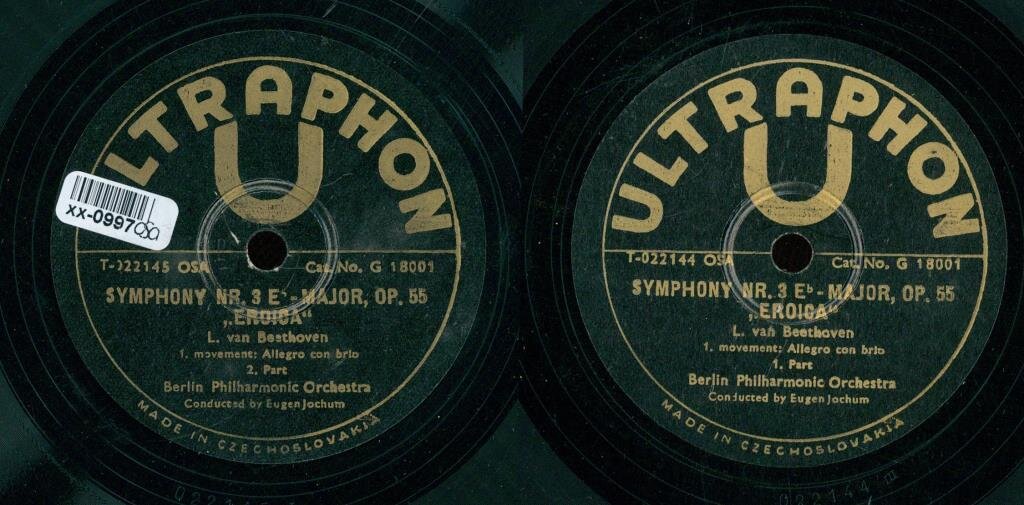 ULTRAPHON
U
xx-0997
T-022145 OSA Cat. No. G 18001
SYMPHONY NR. 3 Eb - MAJOR, OP. 55
„EROICA“
L. van Beethoven
1. movement: Allegro con brio
2. Part
Berlin Philharmonic Orchestra
Conducted by Eugen Jochum
MADE IN CZECHOSLOVAKIA
ULTRAPHON
U
T-022144 OSA Cat. No. G 18001
SYMPHONY NR. 3 Eb - MAJOR, OP. 55
„EROICA“
L. van Beethoven
1. movement: Allegro con brio
1. Part
Berlin Philharmonic Orchestra
Conducted by Eugen Jochum
MADE IN CZECHOSLOVAKIA
022144